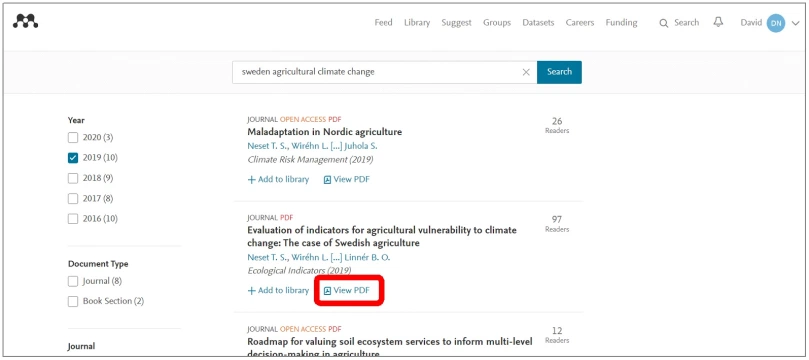 Feed Library Suggest Groups Datasets Careers Funding Search David DN
sweden agricultural climate change Search
Year
2020 (3)
2019 (10)
2018 (9)
2017 (8)
2016 (10)
Document Type
Journal (8)
Book Section (2)
Journal
JOURNAL OPEN ACCESS PDF
Maladaptation in Nordic agriculture
Neset T. S., Wiréhn L. [...] Juhola S.
Climate Risk Management (2019)
+ Add to library View PDF
26
Readers
JOURNAL PDF
Evaluation of indicators for agricultural vulnerability to climate
change: The case of Swedish agriculture
Neset T. S., Wiréhn L. [...] Linnér B. O.
Ecological Indicators (2019)
+ Add to library View PDF
97
Readers
JOURNAL OPEN ACCESS PDF
Roadmap for valuing soil ecosystem services to inform multi-level
decision-making in agriculture
12
Readers